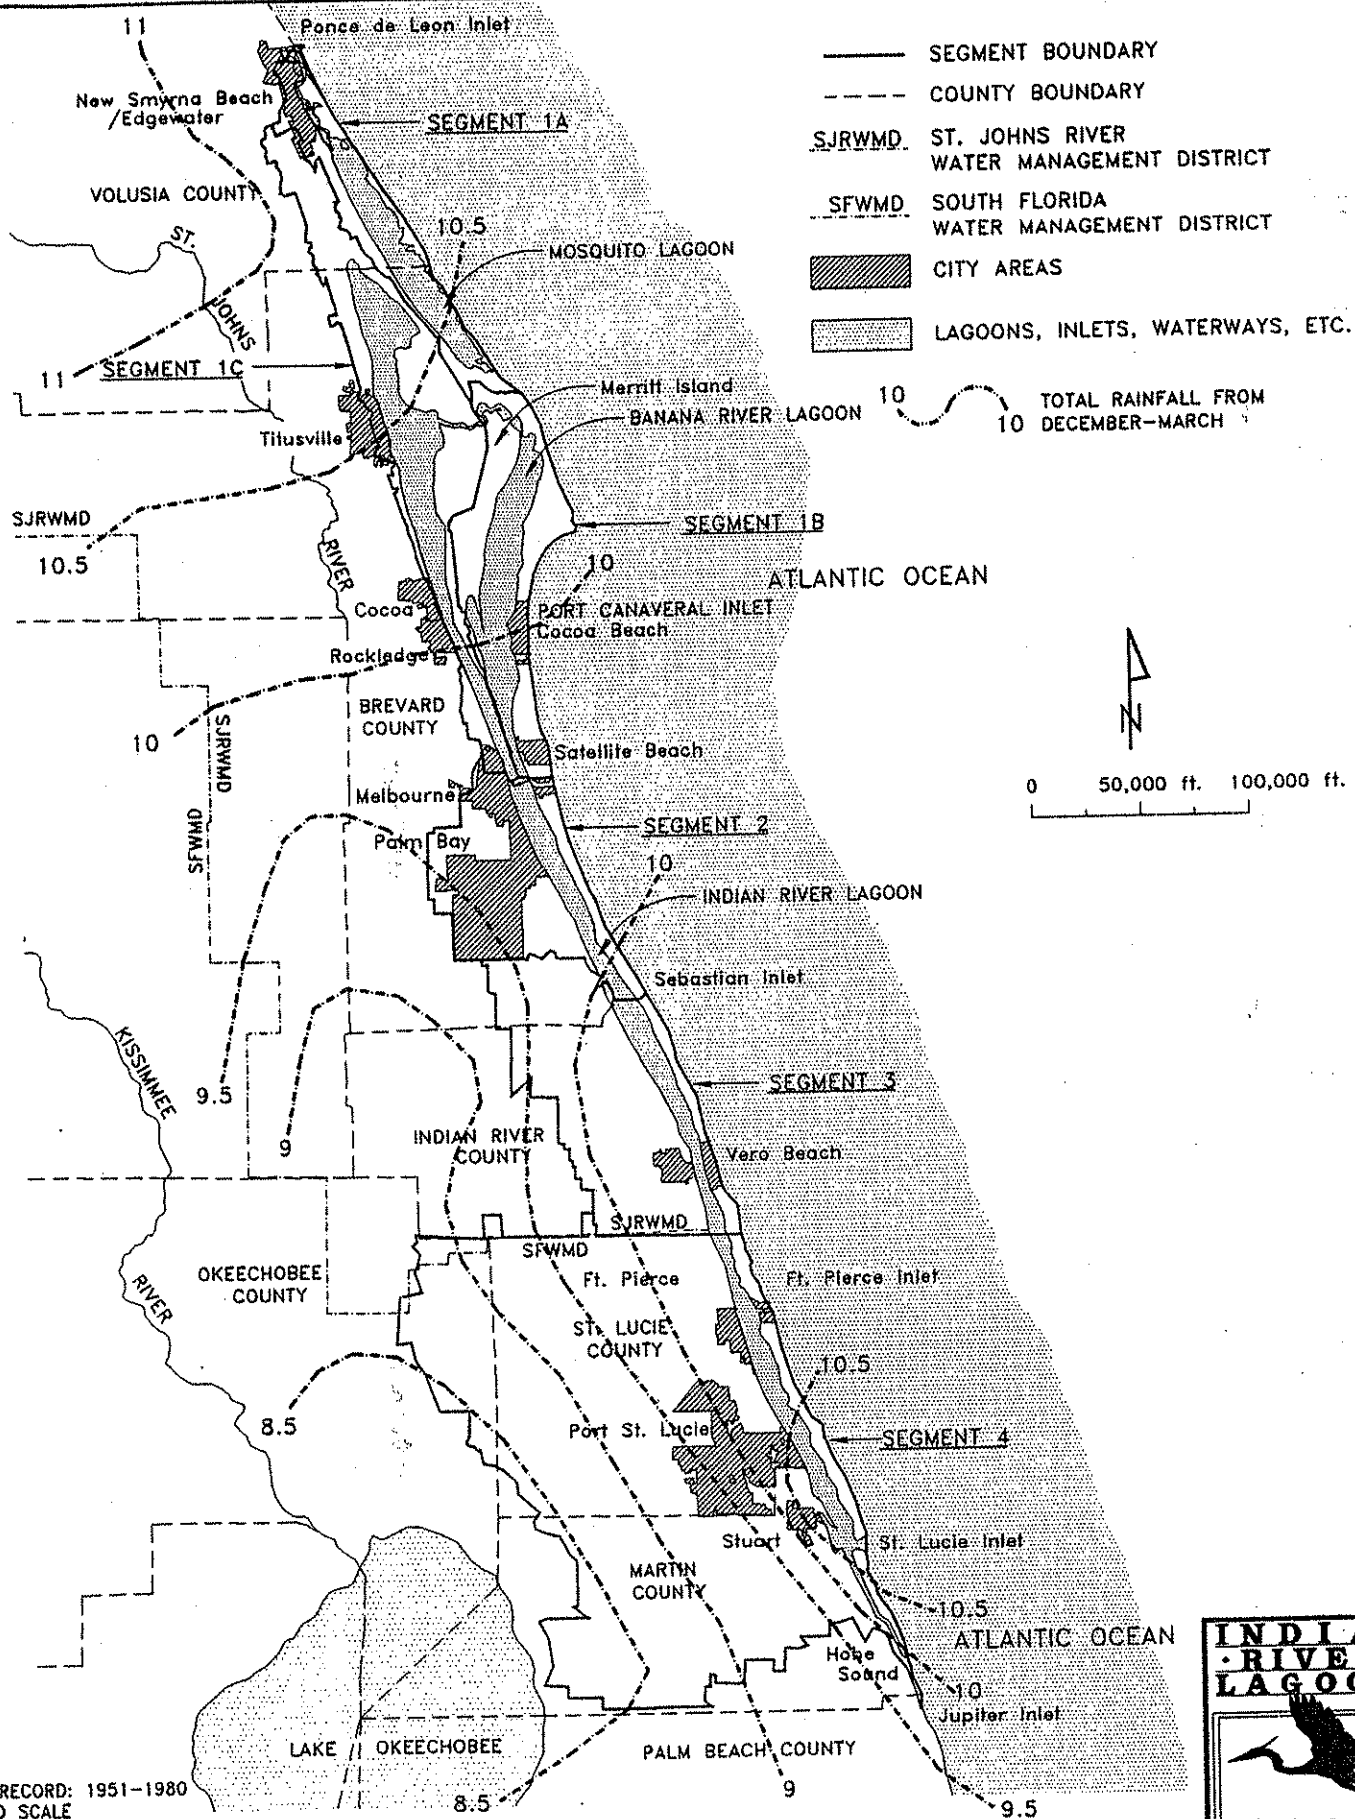 11
Ponce de Leon Inlet
New Smyrna Beach
/Edgewater
SEGMENT 1A
VOLUSIA COUNTY
ST.
JOHNS
10.5
MOSQUITO LAGOON
11
SEGMENT 1C
Merritt Island
BANANA RIVER LAGOON
Titusville
SJRWMD
10.5
RIVER
SEGMENT 1B
10
ATLANTIC OCEAN
Cocoa
PORT CANAVERAL INLET
Cocoa Beach
Rockledge
BREVARD
COUNTY
10
SJRWMD
SFWMD
Satellite Beach
Melbourne
SEGMENT 2
Palm Bay
10
INDIAN RIVER LAGOON
Sebastian Inlet
KISSIMMEE
9.5
9
SEGMENT 3
INDIAN RIVER
COUNTY
Vero Beach
SJRWMD
SFWMD
OKEECHOBEE
COUNTY
RIVER
Ft. Pierce
Ft. Pierce Inlet
ST. LUCIE
COUNTY
10.5
8.5
Port St. Lucie
SEGMENT 4
Stuart
St. Lucie Inlet
MARTIN
COUNTY
10.5
ATLANTIC OCEAN
Hobe
Sound
10
Jupiter Inlet
LAKE OKEECHOBEE
PALM BEACH COUNTY
8.5
9
9.5
SEGMENT BOUNDARY
COUNTY BOUNDARY
SJRWMD ST. JOHNS RIVER
WATER MANAGEMENT DISTRICT
SFWMD SOUTH FLORIDA
WATER MANAGEMENT DISTRICT
CITY AREAS
LAGOONS, INLETS, WATERWAYS, ETC.
10
10
TOTAL RAINFALL FROM
DECEMBER-MARCH
N
0 50,000 ft. 100,000 ft.
RECORD: 1951-1980
SCALE